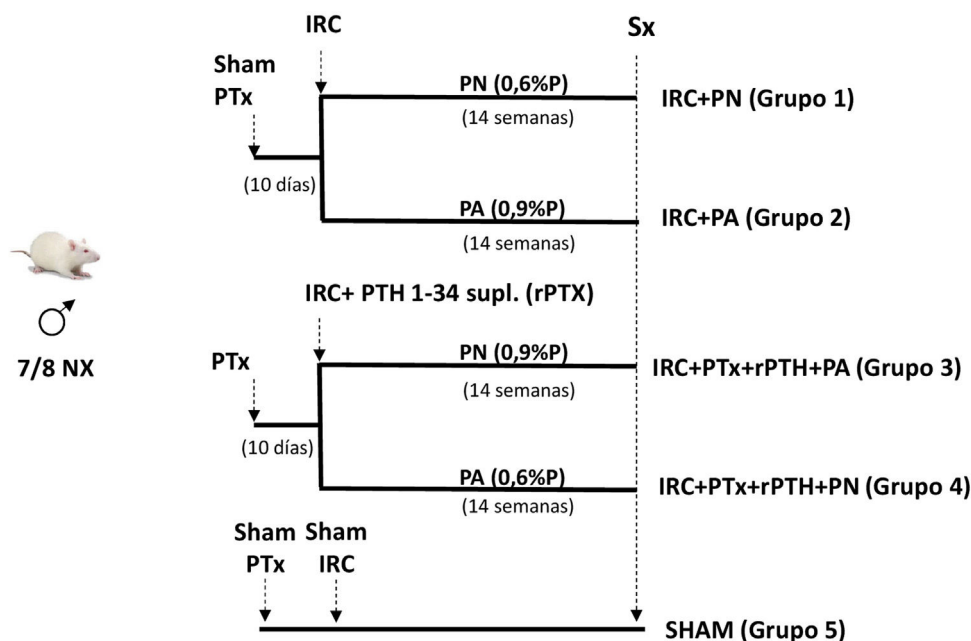 IRC
Sx
Sham
PTx
PN (0,6%P)
IRC+PN (Grupo 1)
(14 semanas)
(10 días)
PA (0,9%P)
IRC+PA (Grupo 2)
(14 semanas)
IRC+ PTH 1-34 supl. (rPTX)
7/8 NX
PTx
PN (0,9%P)
IRC+PTx+rPTH+PA (Grupo 3)
(14 semanas)
(10 días)
PA (0,6%P)
IRC+PTx+rPTH+PN (Grupo 4)
(14 semanas)
Sham
PTx
Sham
IRC
SHAM (Grupo 5)